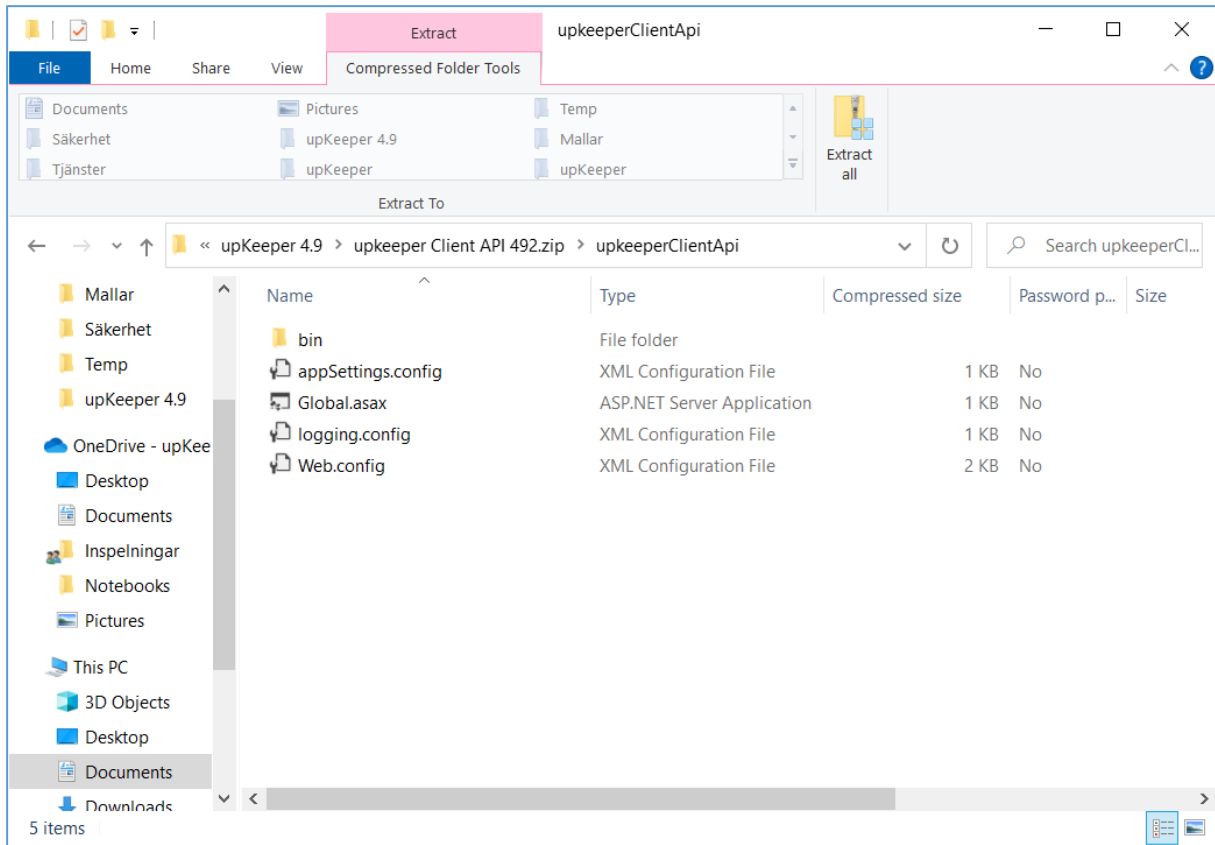 Extract upkeeperClientApi
File Home Share View Compressed Folder Tools ?
Documents Pictures Temp
Säkerhet upKeeper 4.9 Mallar
Tjänster upKeeper upKeeper
Extract all
Extract To
« upKeeper 4.9 > upkeeper Client API 492.zip > upkeeperClientApi Search upkeeperCl...
Mallar
Säkerhet
Temp
upKeeper 4.9
OneDrive - upKee
Desktop
Documents
Inspelningar
Notebooks
Pictures
This PC
3D Objects
Desktop
Documents
Downloads
Name Type Compressed size Password p... Size
bin File folder
appSettings.config XML Configuration File 1 KB No
Global.asax ASP.NET Server Application 1 KB No
logging.config XML Configuration File 1 KB No
Web.config XML Configuration File 2 KB No
5 items